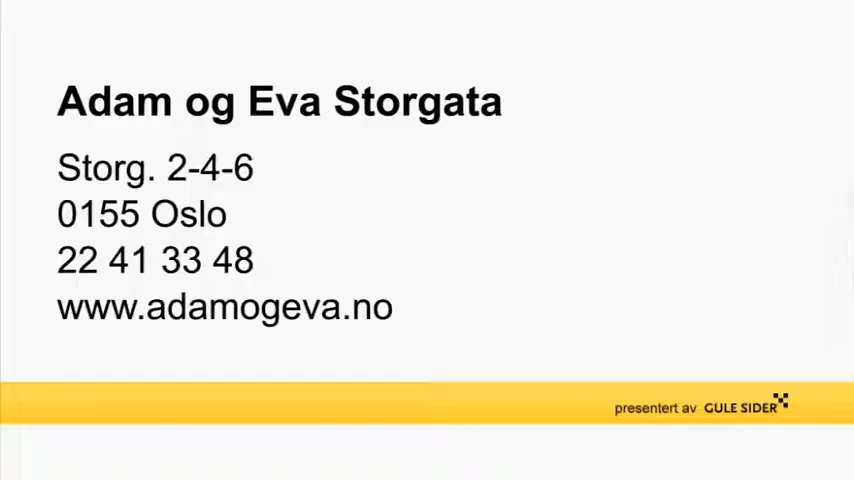 Adam og Eva Storgata
Storg. 2-4-6
0155 Oslo
22 41 33 48
www.adamogeva.no
presentert av GULE SIDER